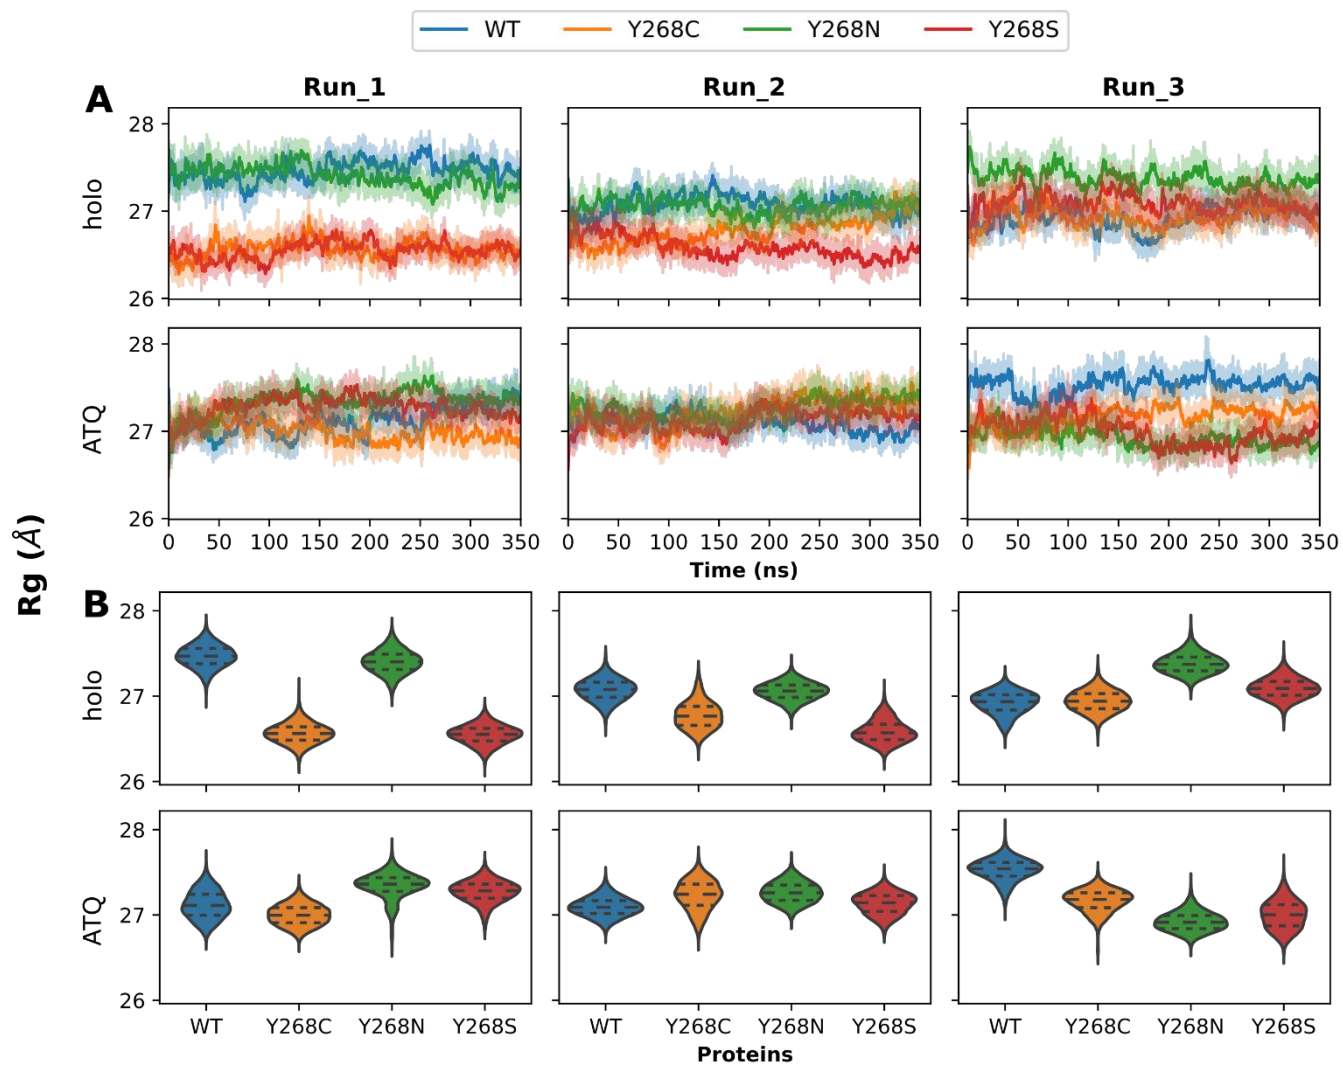 WT Y268C Y268N Y268S
A Run_1 Run_2 Run_3
28
27
26
holo
28
27
26
ATQ
0 50 100 150 200 250 300 350 0 50 100 150 200 250 300 350 0 50 100 150 200 250 300 350
Time (ns)
Rg (Å)
B
28
27
26
holo
28
27
26
ATQ
WT Y268C Y268N Y268S WT Y268C Y268N Y268S WT Y268C Y268N Y268S
Proteins